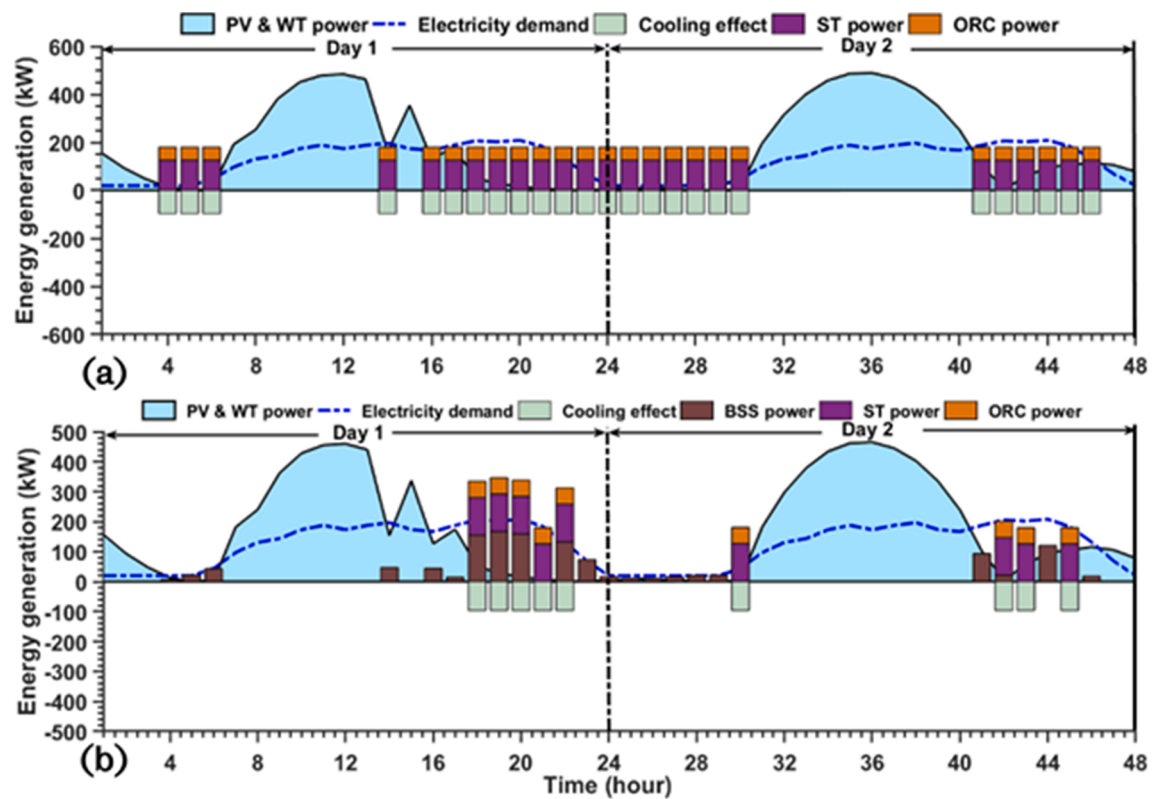 PV & WT power Electricity demand Cooling effect ST power ORC power
Day 1 Day 2
600
400
200
0
-200
-400
-600
Energy generation (kW)
4 8 12 16 20 24 28 32 36 40 44 48
(a)
PV & WT power Electricity demand Cooling effect BSS power ST power ORC power
Day 1 Day 2
500
400
300
200
100
0
-100
-200
-300
-400
-500
Energy generation (kW)
4 8 12 16 20 24 28 32 36 40 44 48
(b)
Time (hour)